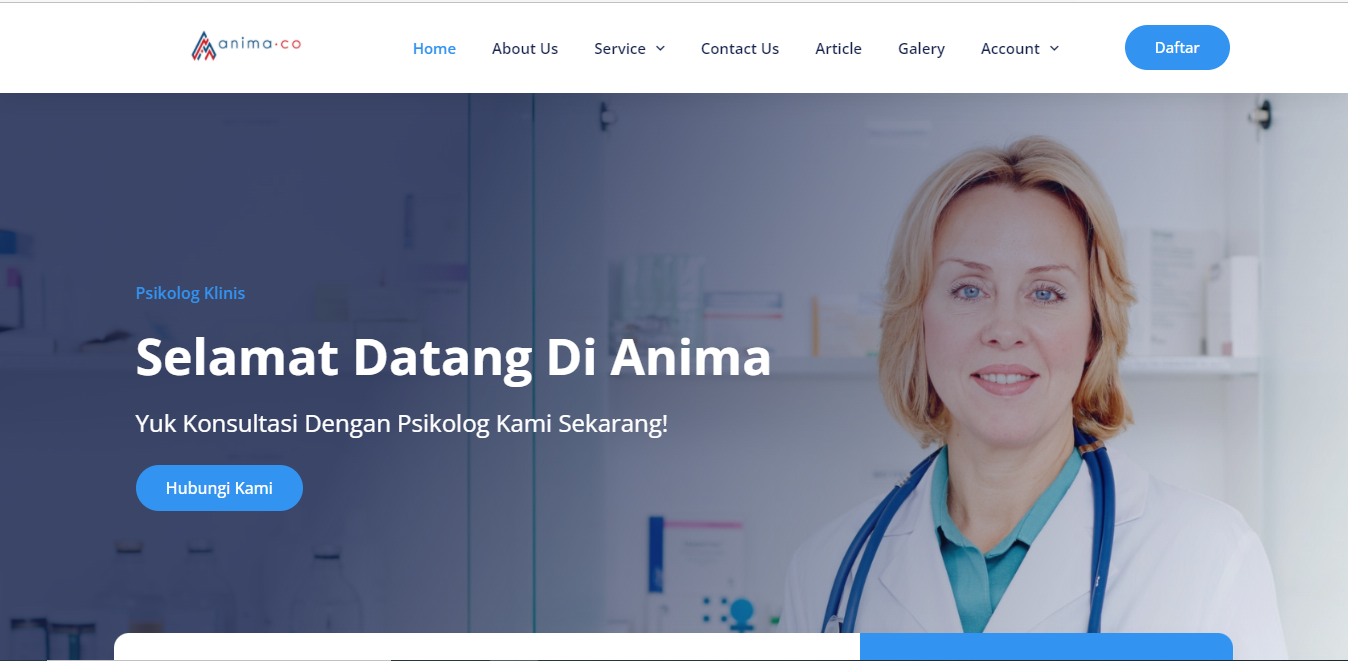 anima·co
Home
About Us
Service
Contact Us
Article
Galery
Account
Daftar
Psikolog Klinis
Selamat Datang Di Anima
Yuk Konsultasi Dengan Psikolog Kami Sekarang!
Hubungi Kami